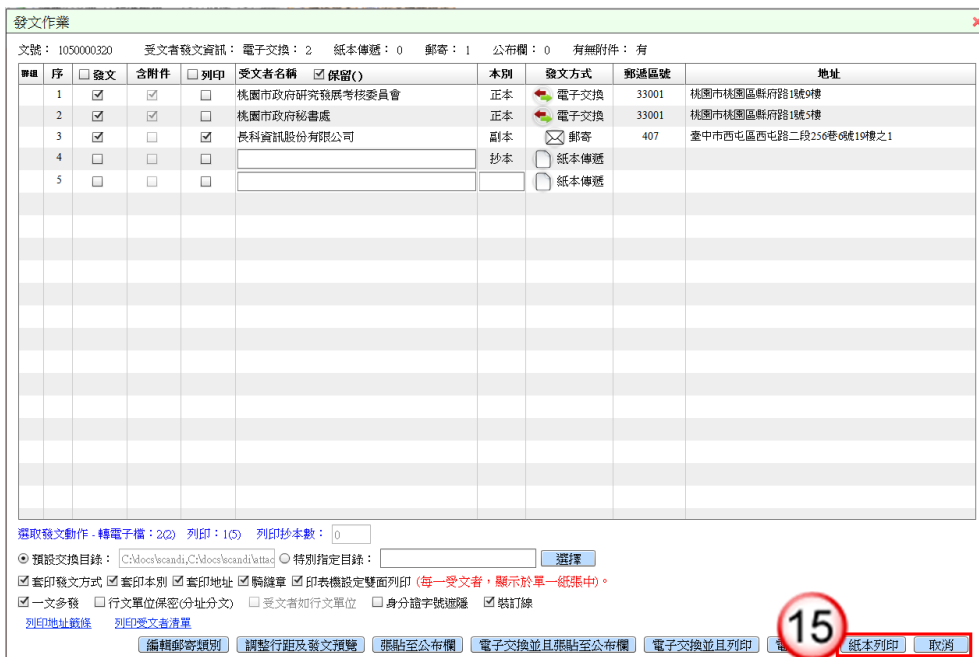 發文作業
文號： 1050000320 受文者發文資訊： 電子交換： 2 紙本傳遞： 0 郵寄： 1 公布欄： 0 有無附件： 有
群組 序 發文 含附件 列印 受文者名稱 保留() 本別 發文方式 郵遞區號 地址
1 桃園市政府研究發展考核委員會 正本 電子交換 33001 桃園市桃園區縣府路1號9樓
2 桃園市政府秘書處 正本 電子交換 33001 桃園市桃園區縣府路1號5樓
3 長科資訊股份有限公司 副本 郵寄 407 臺中市西屯區西屯路二段256巷6號19樓之1
4 抄本 紙本傳遞
5 紙本傳遞
選取發文動作 - 轉電子檔：2(2) 列印：1(5) 列印抄本數： 0
預設交換目錄： C:\docs\scandi,C:\docs\scandi\attac 特別指定目錄： 選擇
套印發文方式 套印本別 套印地址 騎縫章 印表機設定雙面列印 (每一受文者，顯示於單一紙張中)。
一文多發 行文單位保密(分址分文) 受文者如行文單位 身分證字號遮隱 裝訂線
列印地址籤條 列印受文者清單
15
編輯郵寄類別 調整行距及發文預覽 張貼至公布欄 電子交換並且張貼至公布欄 電子交換並且列印 紙本列印 取消